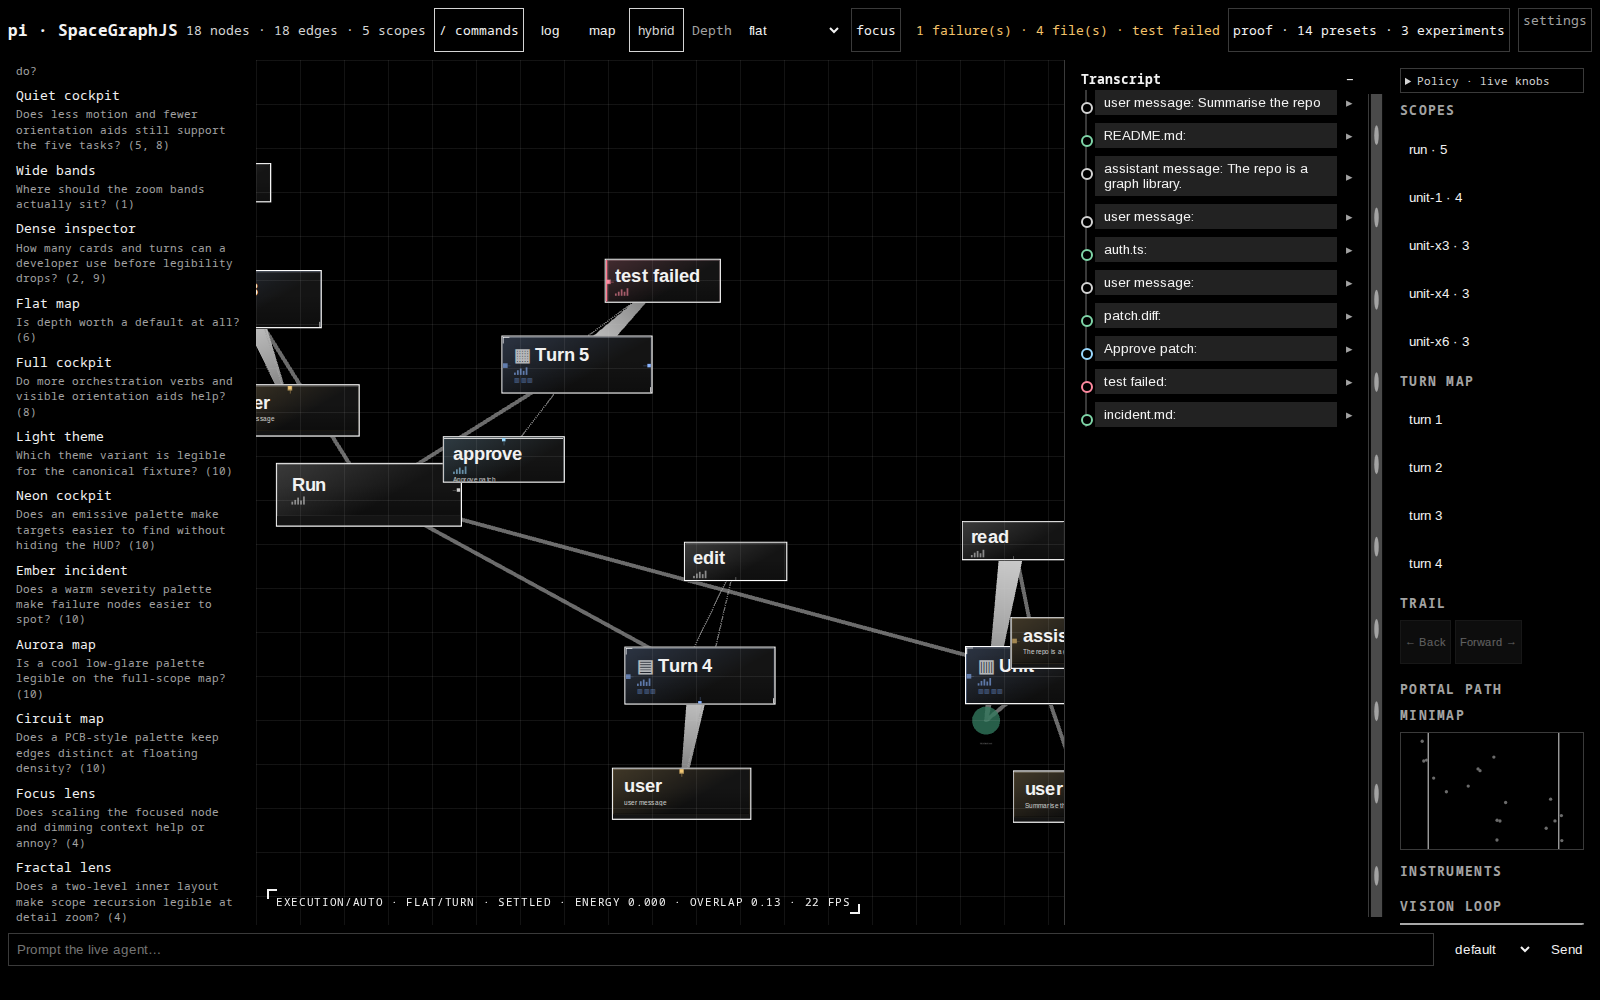 pi · SpaceGraphJS 18 nodes · 18 edges · 5 scopes / commands log map hybrid Depth flat focus 1 failure(s) · 4 file(s) · test failed proof · 14 presets · 3 experiments settings
do?
Quiet cockpit
Does less motion and fewer
orientation aids still support
the five tasks? (5, 8)
Wide bands
Where should the zoom bands
actually sit? (1)
Dense inspector
How many cards and turns can a
developer use before legibility
drops? (2, 9)
Flat map
Is depth worth a default at all?
(6)
Full cockpit
Do more orchestration verbs and
visible orientation aids help?
(8)
Light theme
Which theme variant is legible
for the canonical fixture? (10)
Neon cockpit
Does an emissive palette make
targets easier to find without
hiding the HUD? (10)
Ember incident
Does a warm severity palette
make failure nodes easier to
spot? (10)
Aurora map
Is a cool low-glare palette
legible on the full-scope map?
(10)
Circuit map
Does a PCB-style palette keep
edges distinct at floating
density? (10)
Focus lens
Does scaling the focused node
and dimming context help or
annoy? (4)
Fractal lens
Does a two-level inner layout
make scope recursion legible at
detail zoom? (4)
test failed
Turn 5
er
ssage
approve
Approve patch
Run
edit
read
assis
The repo is a
Turn 4
Unit
user
user message
user
Summarise th
EXECUTION/AUTO · FLAT/TURN · SETTLED · ENERGY 0.000 · OVERLAP 0.13 · 22 FPS
Transcript –
user message: Summarise the repo
README.md:
assistant message: The repo is a
graph library.
user message:
auth.ts:
user message:
patch.diff:
Approve patch:
test failed:
incident.md:
Policy · live knobs
SCOPES
run · 5
unit-1 · 4
unit-x3 · 3
unit-x4 · 3
unit-x6 · 3
TURN MAP
turn 1
turn 2
turn 3
turn 4
TRAIL
← Back Forward →
PORTAL PATH
MINIMAP
INSTRUMENTS
VISION LOOP
Prompt the live agent… default Send